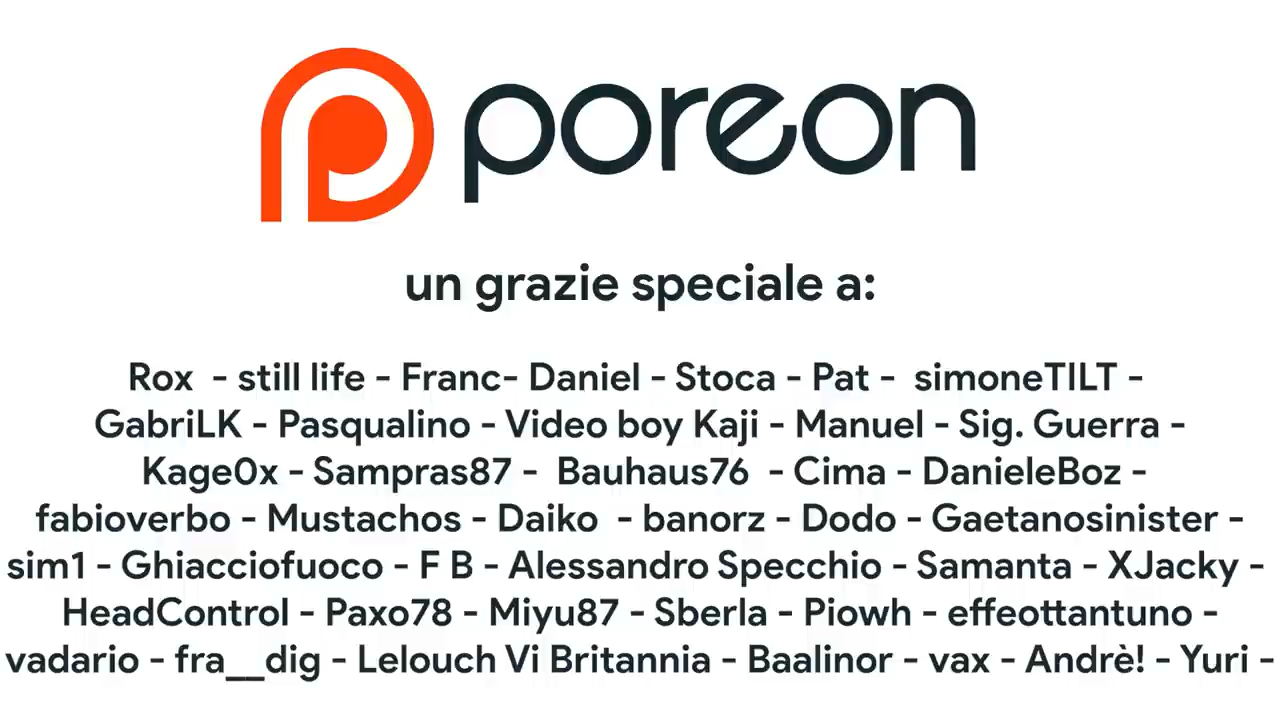 poreon
un grazie speciale a:
Rox - still life - Franc- Daniel - Stoca - Pat - simoneTILT -
GabriLK - Pasqualino - Video boy Kaji - Manuel - Sig. Guerra -
Kage0x - Sampras87 - Bauhaus76 - Cima - DanieleBoz -
fabioverbo - Mustachos - Daiko - banorz - Dodo - Gaetanosinister -
sim1 - Ghiacciofuoco - F B - Alessandro Specchio - Samanta - XJacky -
HeadControl - Paxo78 - Miyu87 - Sberla - Piowh - effeottantuno -
vadario - fra__dig - Lelouch Vi Britannia - Baalinor - vax - Andrè! - Yuri -